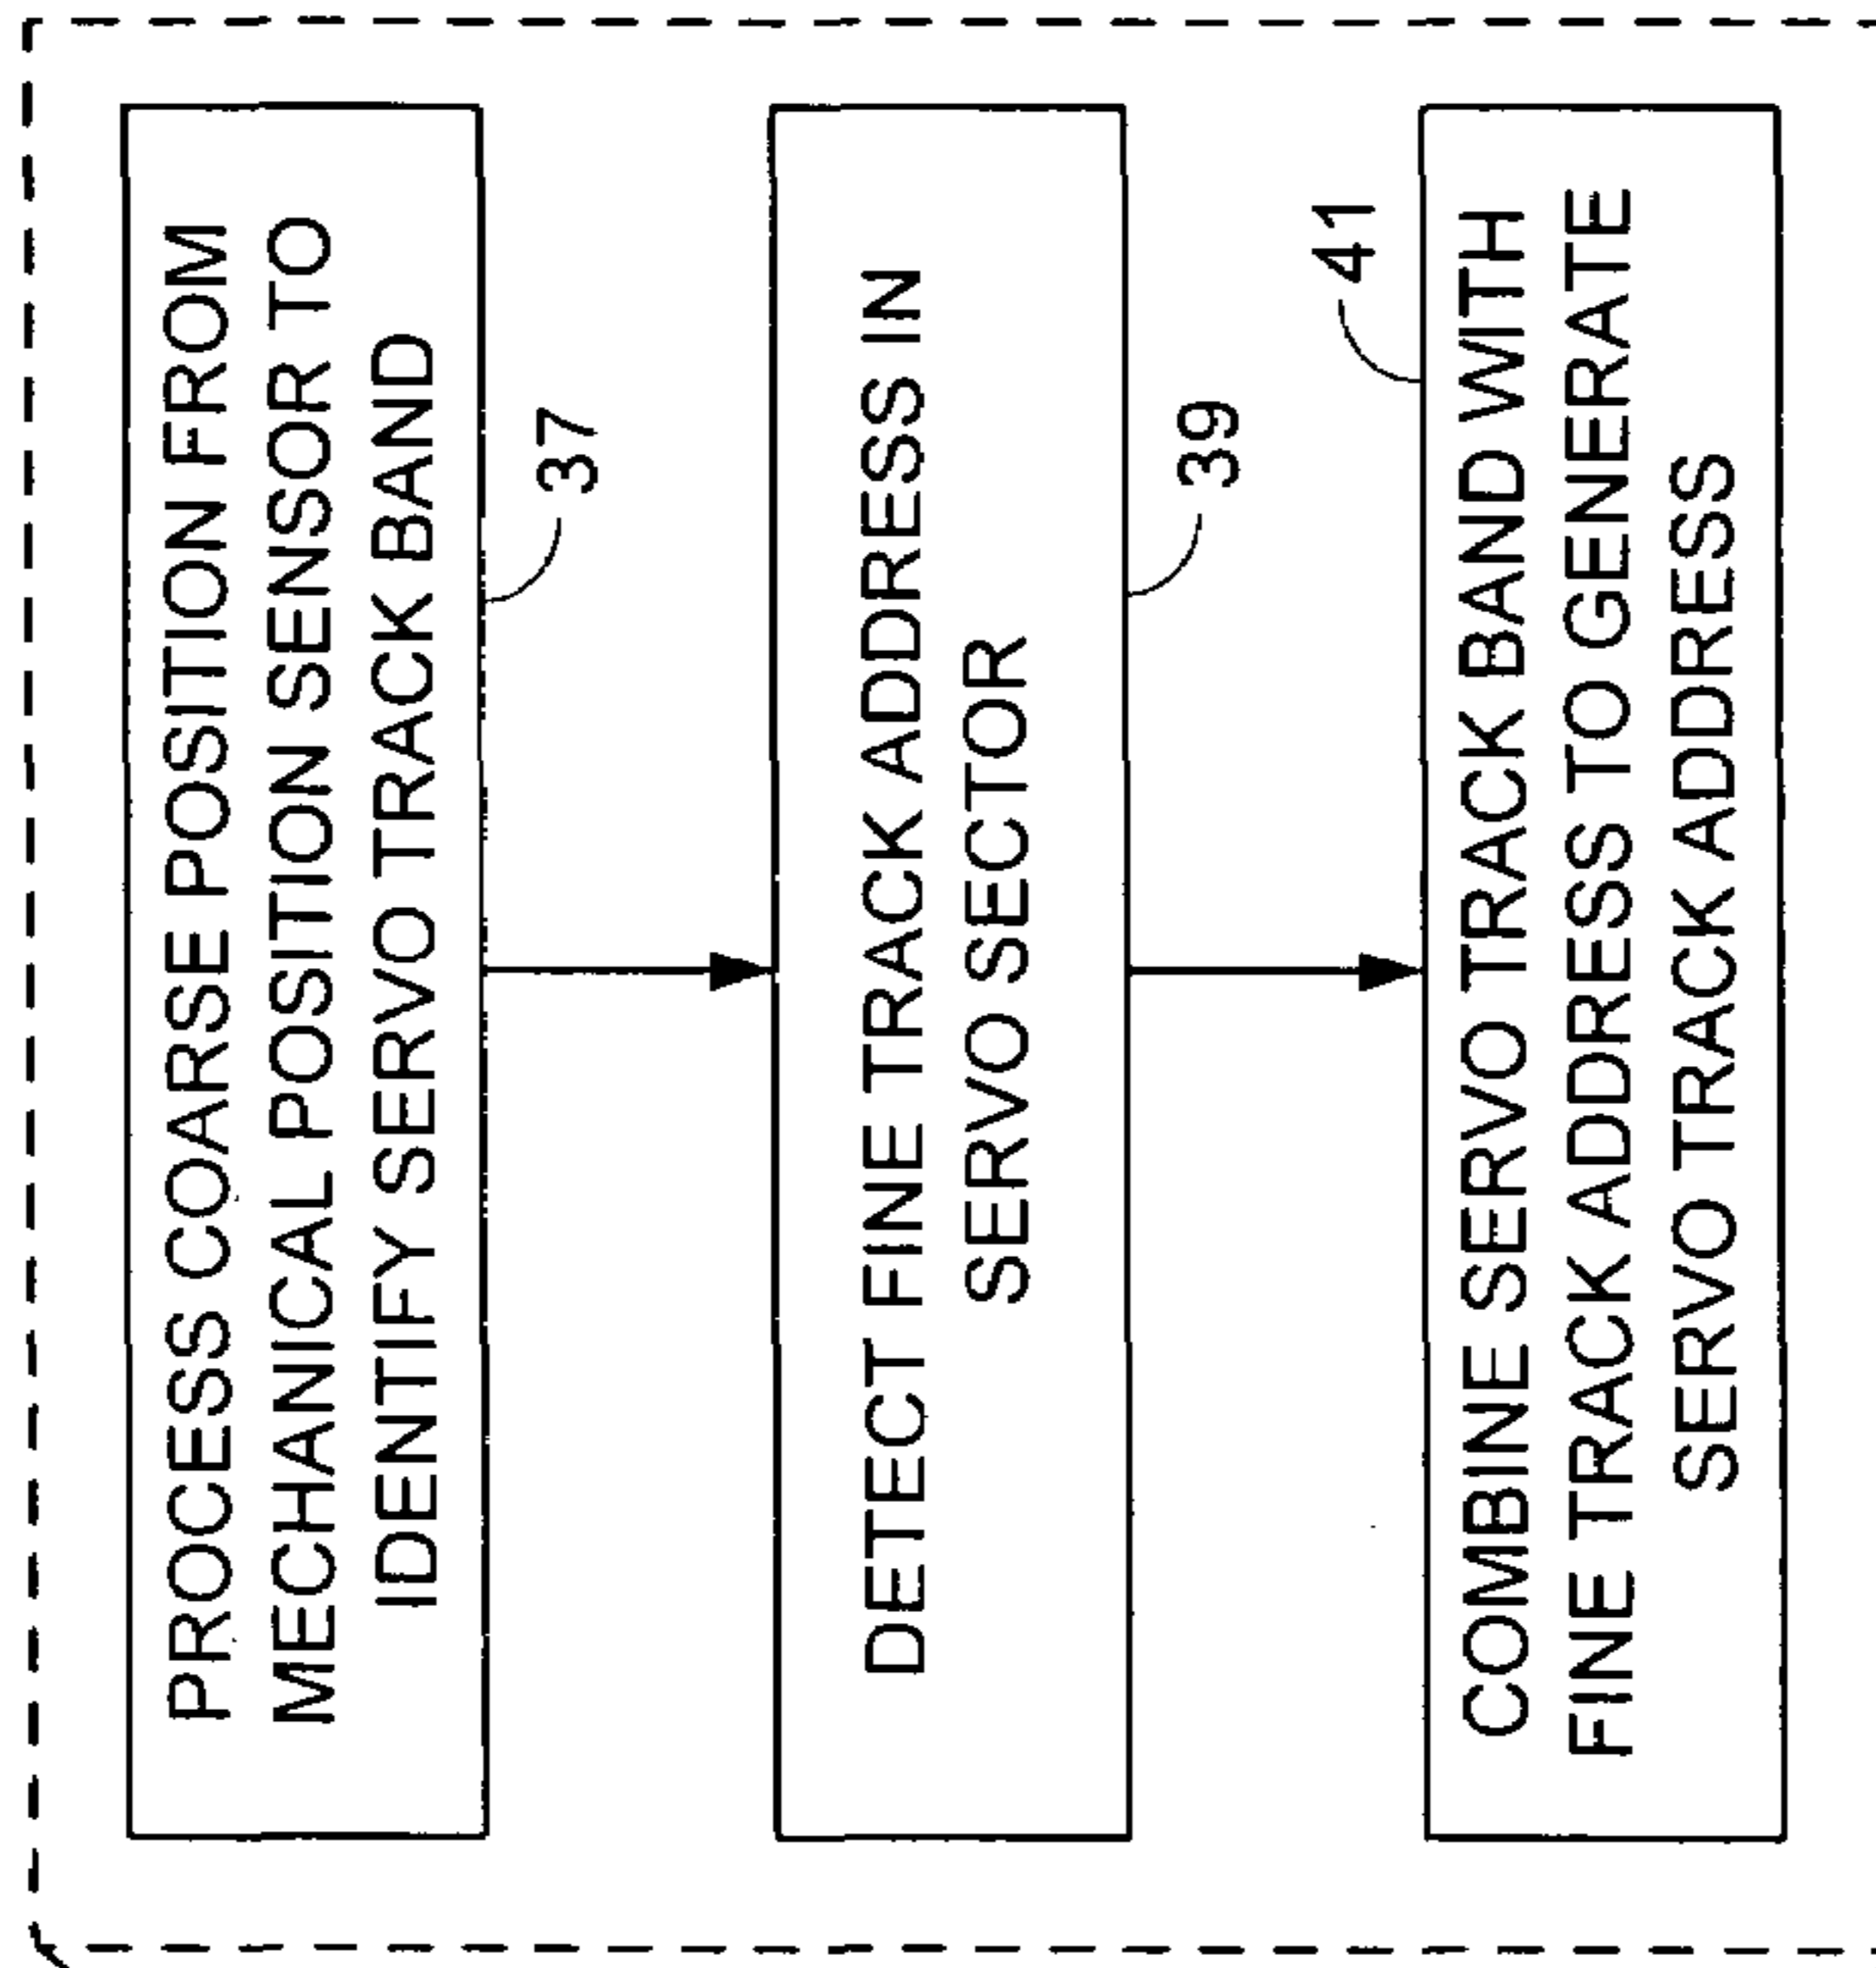 PROCESS COARSE POSITION FROM
MECHANICAL POSITION SENSOR TO
IDENTIFY SERVO TRACK BAND
37
DETECT FINE TRACK ADDRESS IN
SERVO SECTOR
39
41
COMBINE SERVO TRACK BAND WITH
FINE TRACK ADDRESS TO GENERATE
SERVO TRACK ADDRESS